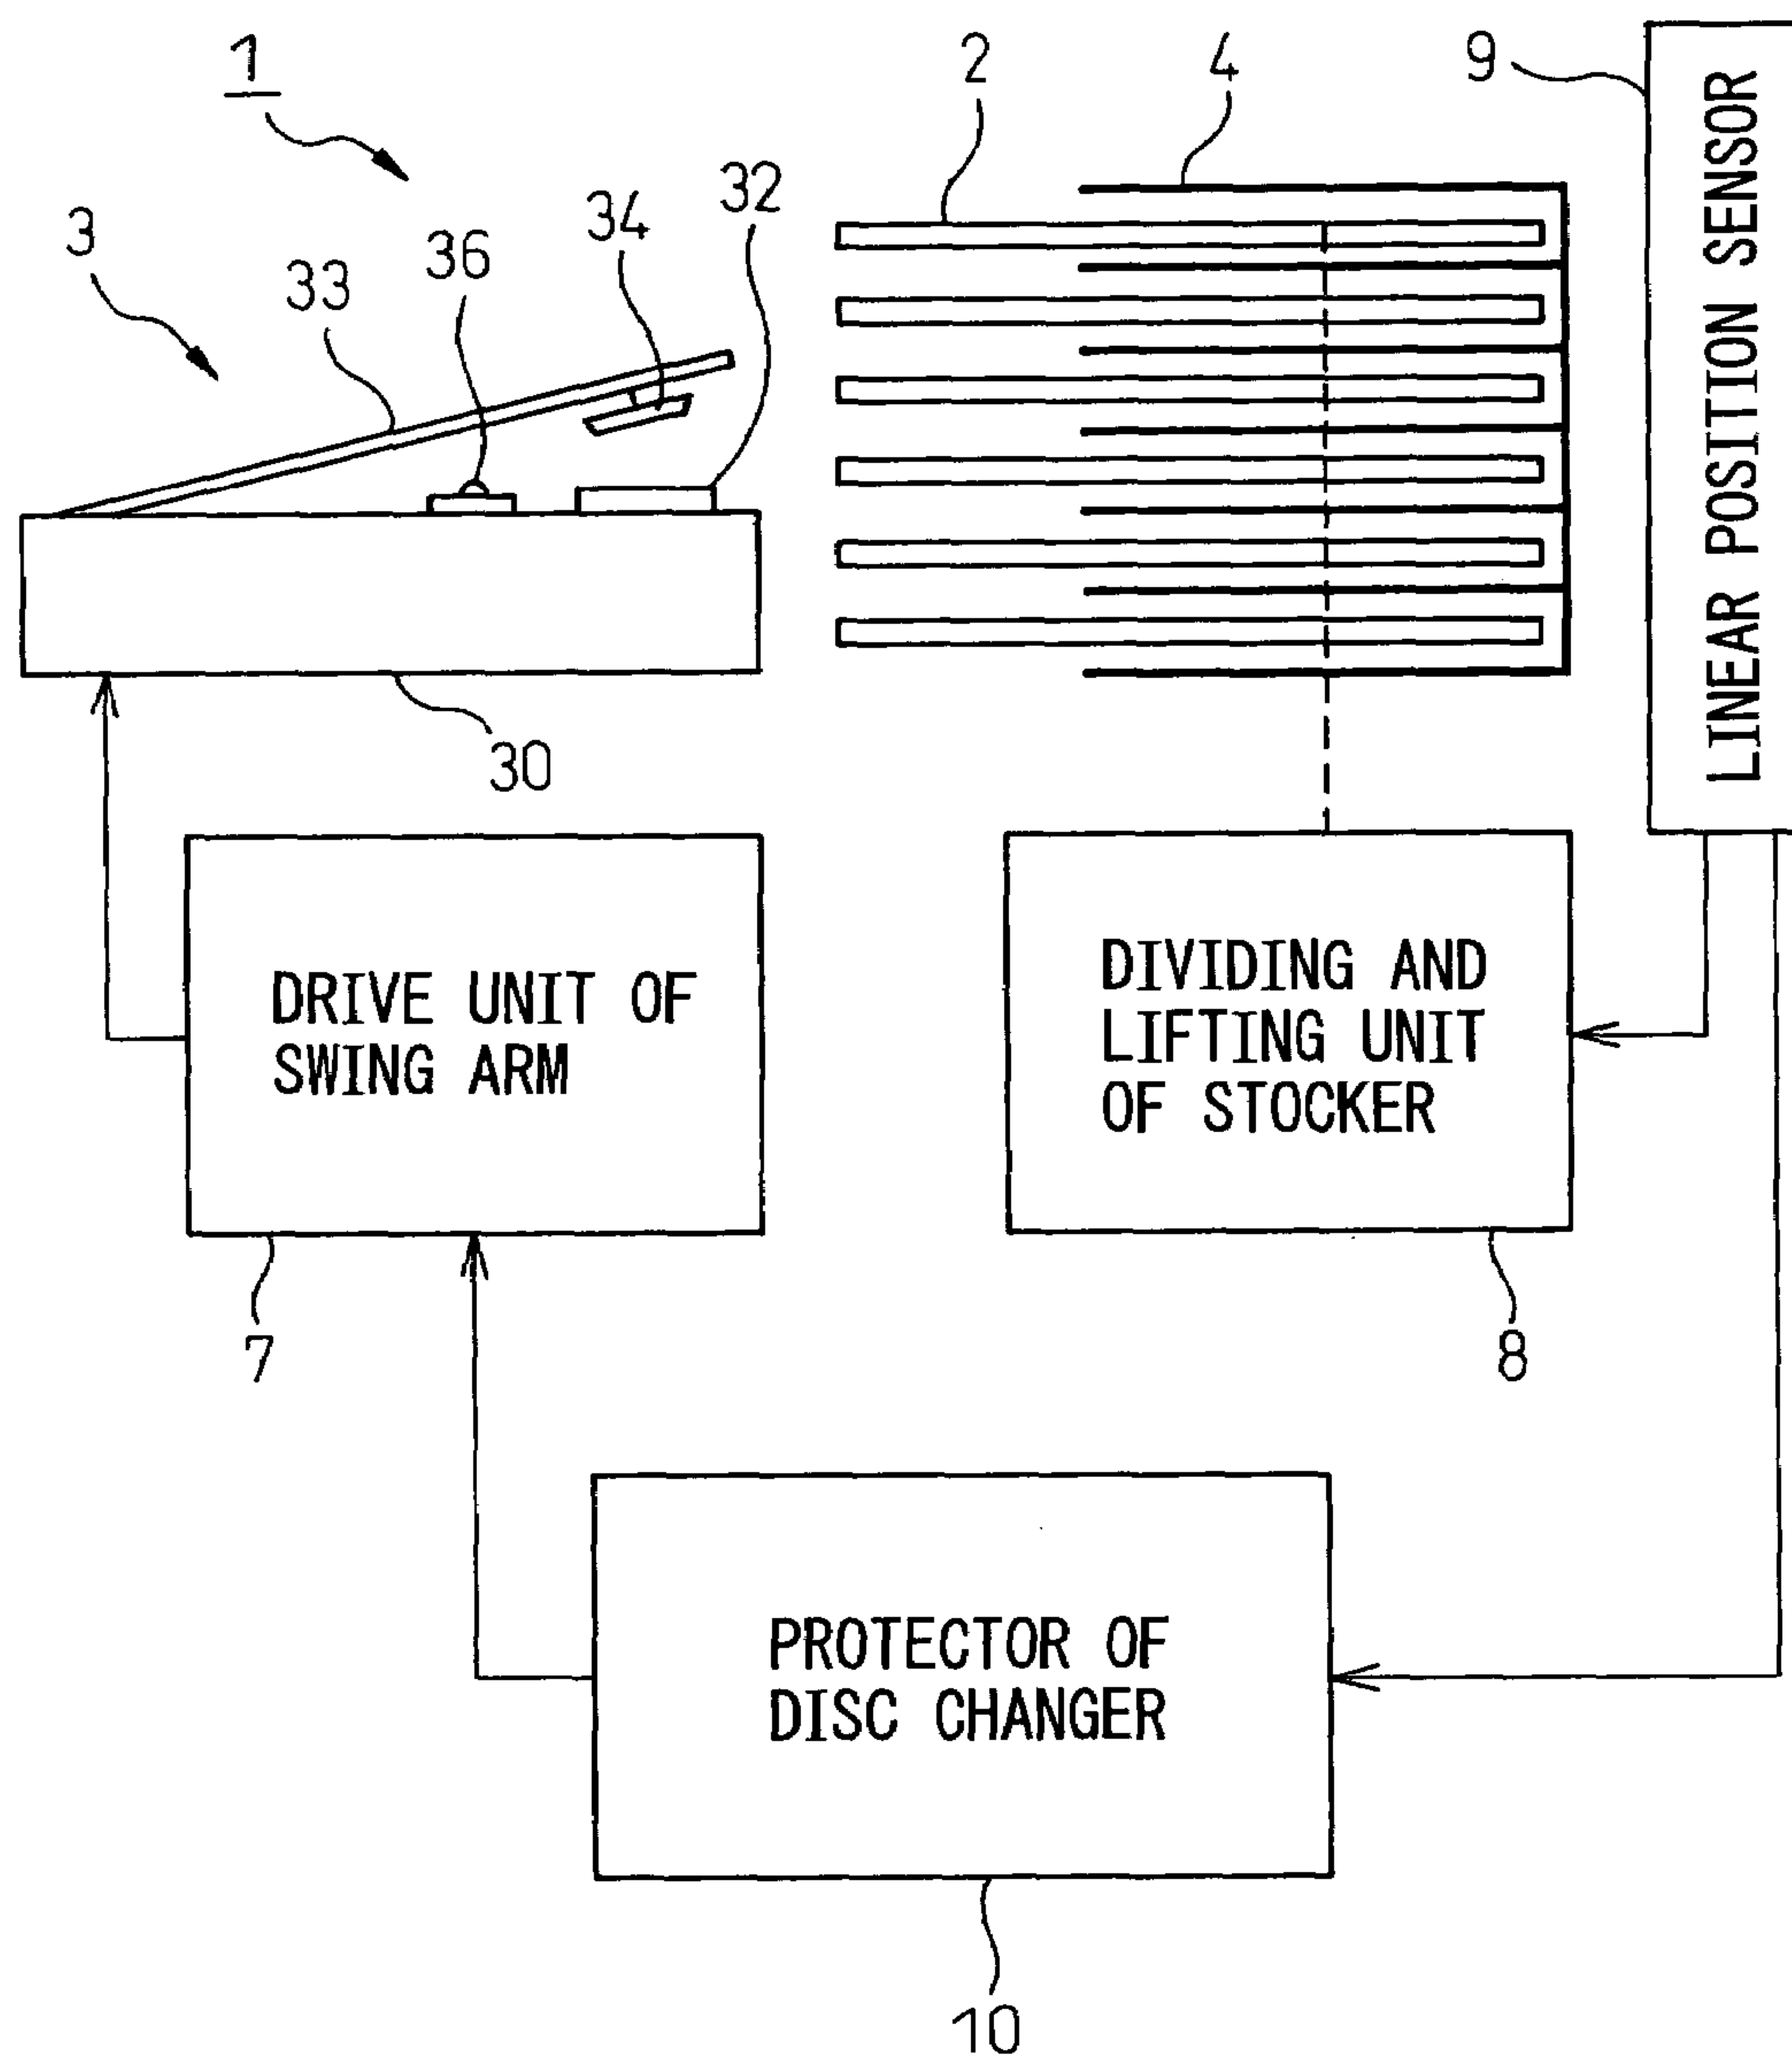 1
2
4
9
3
33
36
34
32
LINEAR POSITION SENSOR
30
DRIVE UNIT OF
SWING ARM
DIVIDING AND
LIFTING UNIT
OF STOCKER
7
8
PROTECTOR OF
DISC CHANGER
10